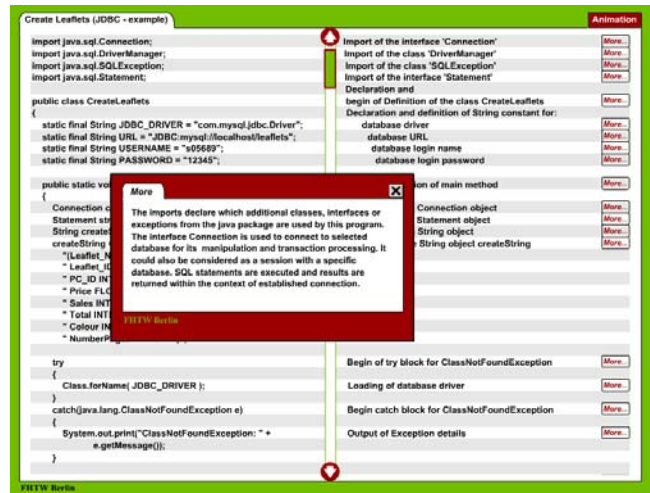 Create Leaflets (JDBC - example)
Animation
import java.sql.Connection;
Import of the interface 'Connection'
More...
import java.sql.DriverManager;
Import of the class 'DriverManager'
More...
import java.sql.SQLException;
Import of the class 'SQLException'
More...
import java.sql.Statement;
Import of the interface 'Statement'
More...
Declaration and
public class CreateLeaflets
begin of Definition of the class CreateLeaflets
More...
{
Declaration and definition of String constant for:
static final String JDBC_DRIVER = "com.mysql.jdbc.Driver";
database driver
More...
static final String URL = "JDBC:mysql://localhost/leaflets";
database URL
More...
static final String USERNAME = "s05689";
database login name
More...
static final String PASSWORD = "12345";
database login password
More...
public static
of main method
More...
{
Connection
Connection object
More...
Statement
Statement object
More...
String
String object
More...
createString
String object createString
More...
"(Leaflet_N
" Leaflet_ID
" PC_ID
" Price
" Sales
" Total
" Colour
"
More
The imports declare which additional classes, interfaces or
exceptions from the java package are used by this program.
The interface Connection is used to connect to selected
database for its manipulation and transaction processing. It
could also be considered as a session with a specific
database. SQL statements are executed and results are
returned within the context of established connection.
FHTW Berlin
try
Begin of try block for ClassNotFoundException
More...
{
Class.forName( JDBC_DRIVER );
Loading of database driver
More...
}
catch(java.lang.ClassNotFoundException e)
Begin catch block for ClassNotFoundException
More...
{
System.out.print("ClassNotFoundException: " +
Output of Exception details
More...
e.getMessage());
}
FHTW Berlin